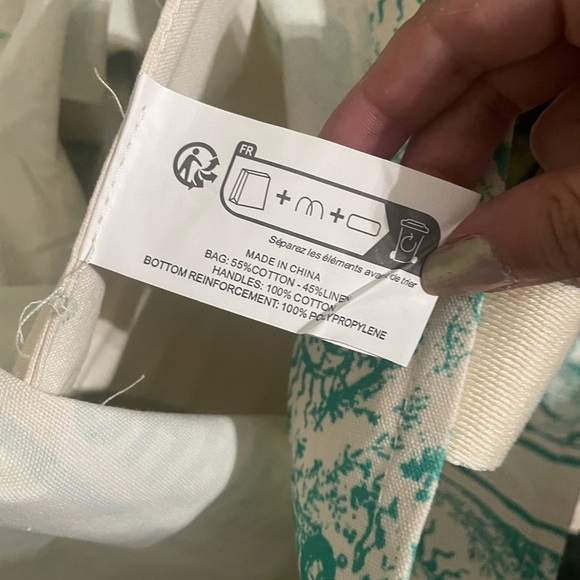 FR
Séparez les éléments avant de trier
MADE IN CHINA
BAG: 55%COTTON - 45%LINEN
HANDLES: 100% COTTON
BOTTOM REINFORCEMENT: 100% POLYPROPYLENE